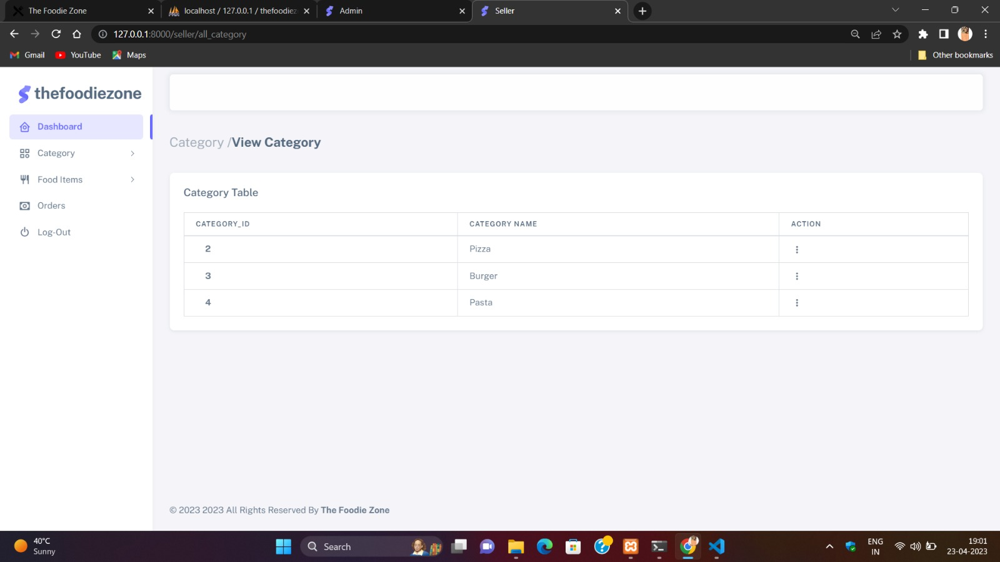 The Foodie Zone
localhost / 127.0.0.1 / thefoodiez
Admin
Seller
127.0.0.1:8000/seller/all_category
Gmail
YouTube
Maps
Other bookmarks
thefoodiezone
Dashboard
Category
Food Items
Orders
Log-Out
Category /View Category
Category Table
CATEGORY_ID CATEGORY NAME ACTION
2 Pizza
3 Burger
4 Pasta
© 2023 2023 All Rights Reserved By The Foodie Zone
40°C
Sunny
Search
ENG
IN
19:01
23-04-2023